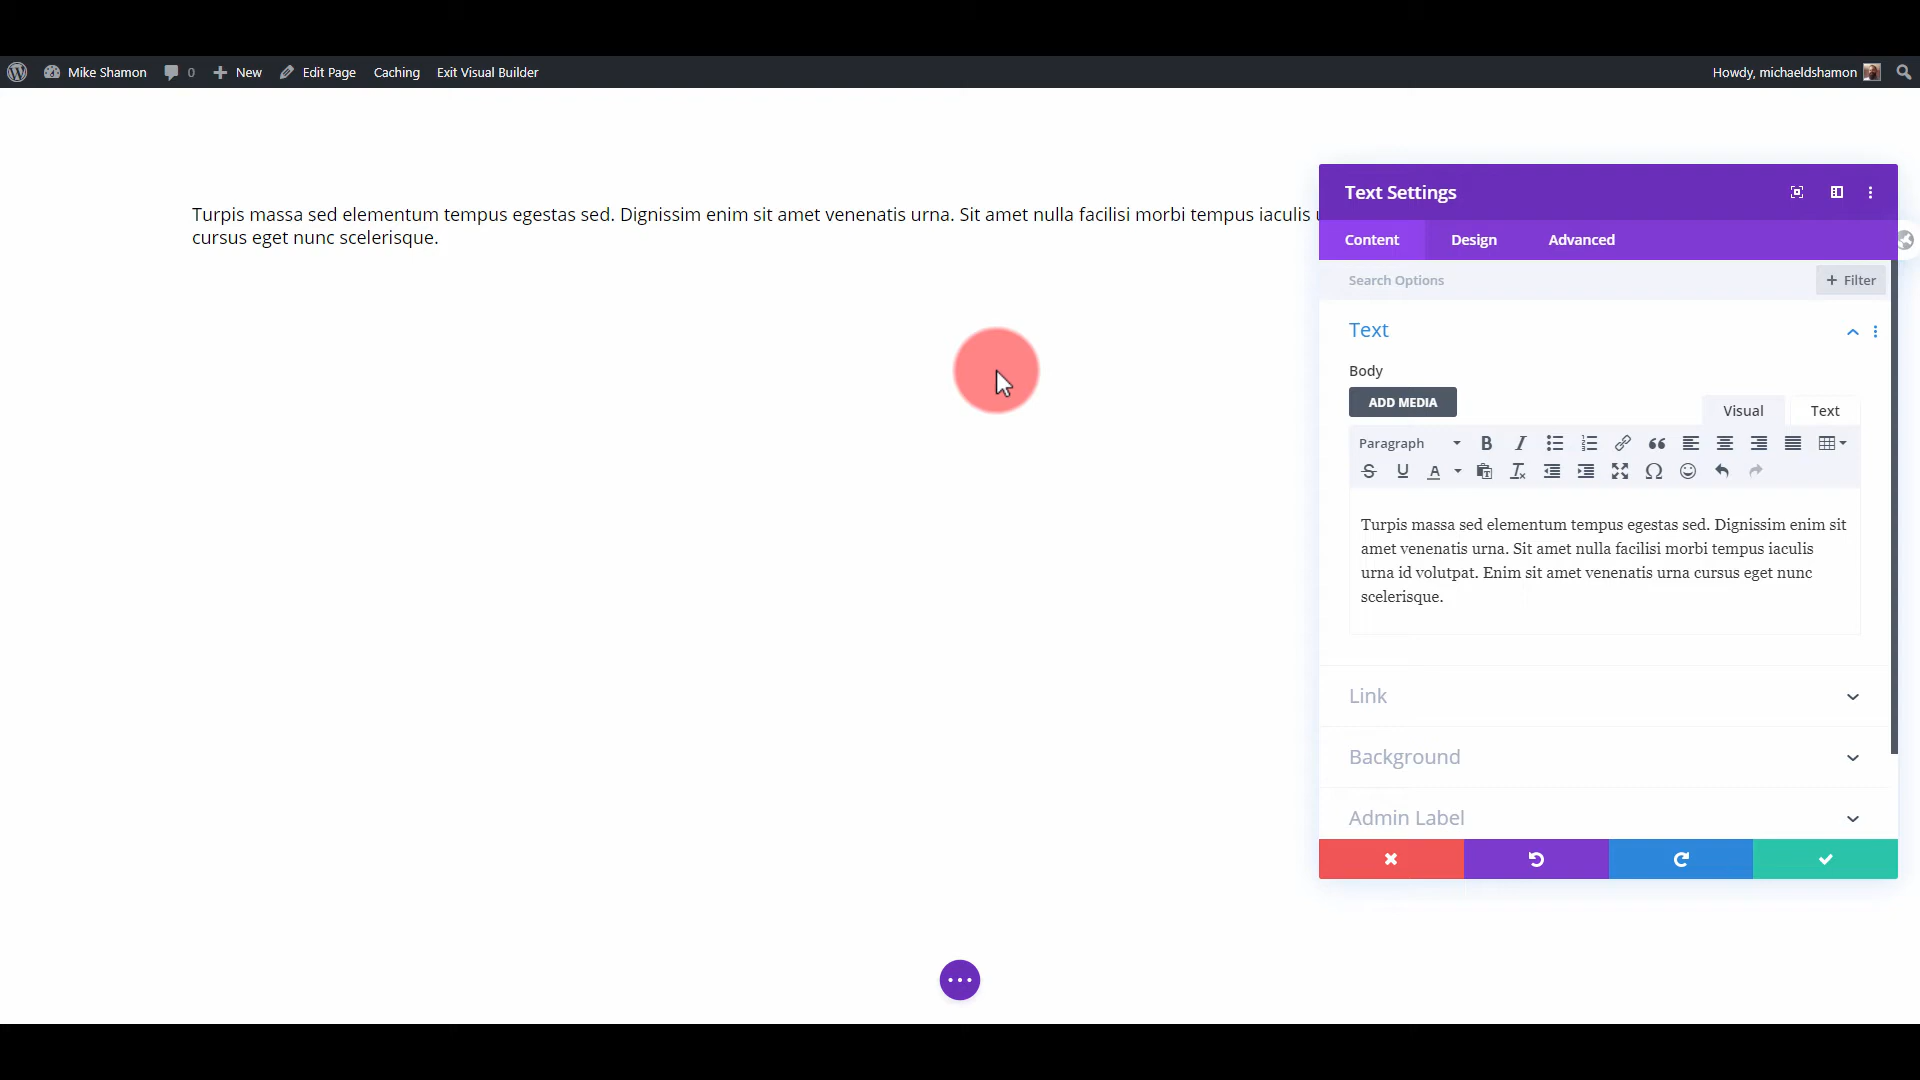 Mike Shamon 0 New Edit Page Caching Exit Visual Builder Howdy, michaeldshamon
Turpis massa sed elementum tempus egestas sed. Dignissim enim sit amet venenatis urna. Sit amet nulla facilisi morbi tempus iaculis
cursus eget nunc scelerisque.
Text Settings
Content Design Advanced
Search Options + Filter
Text
Body
ADD MEDIA
Visual Text
Paragraph
Turpis massa sed elementum tempus egestas sed. Dignissim enim sit
amet venenatis urna. Sit amet nulla facilisi morbi tempus iaculis
urna id volutpat. Enim sit amet venenatis urna cursus eget nunc
scelerisque.
Link
Background
Admin Label